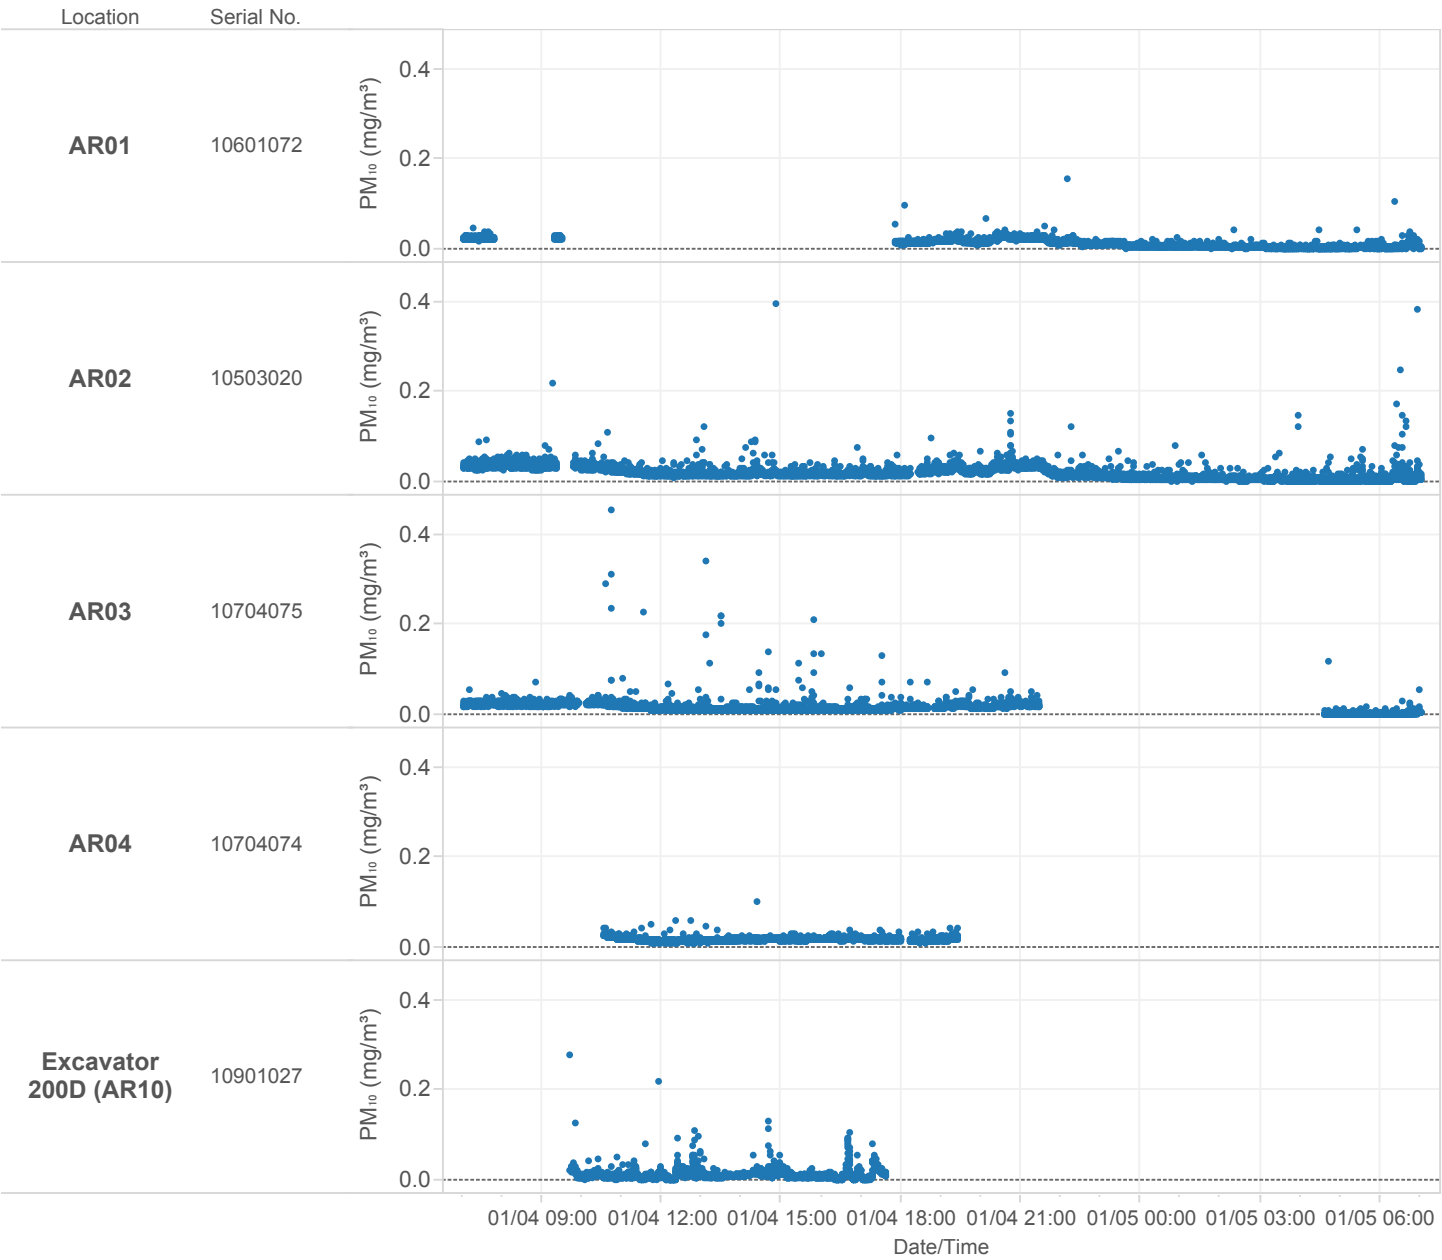 Location Serial No.
AR01 10601072
PM₁₀ (mg/m³)
0.4
0.2
0.0
AR02 10503020
PM₁₀ (mg/m³)
0.4
0.2
0.0
AR03 10704075
PM₁₀ (mg/m³)
0.4
0.2
0.0
AR04 10704074
PM₁₀ (mg/m³)
0.4
0.2
0.0
Excavator
200D (AR10) 10901027
PM₁₀ (mg/m³)
0.4
0.2
0.0
01/04 09:00 01/04 12:00 01/04 15:00 01/04 18:00 01/04 21:00 01/05 00:00 01/05 03:00 01/05 06:00
Date/Time